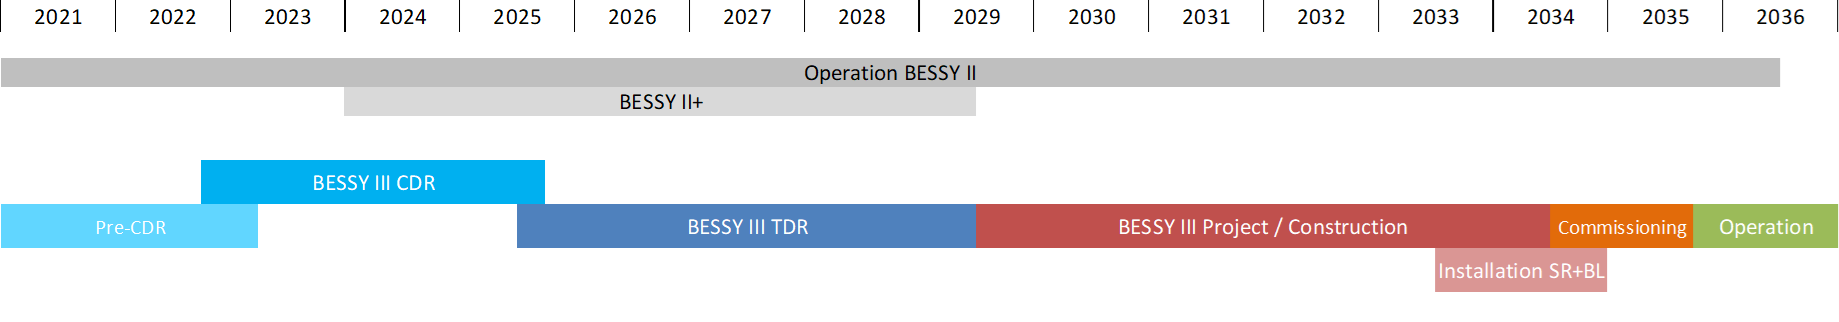 2021 2022 2023 2024 2025 2026 2027 2028 2029 2030 2031 2032 2033 2034 2035 2036
Operation BESSY II
BESSY II+
BESSY III CDR
Pre-CDR BESSY III TDR BESSY III Project / Construction Commissioning Operation
Installation SR+BL